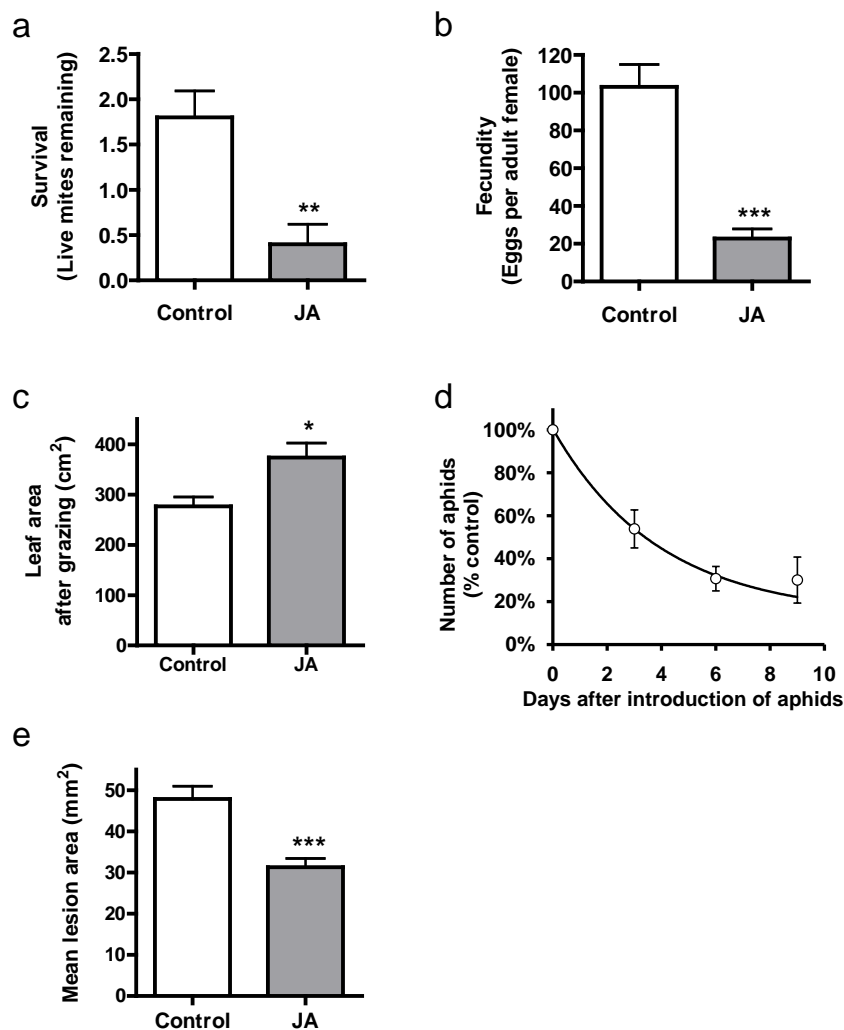 a
Survival
(Live mites remaining)
2.5
2.0
1.5
1.0
0.5
0.0
**
Control
JA
b
Fecundity
(Eggs per adult female)
120
100
80
60
40
20
0
***
Control
JA
c
Leaf area
after grazing (cm²)
400
300
200
100
0
*
Control
JA
d
Number of aphids
(% control)
100%
80%
60%
40%
20%
0%
0 2 4 6 8 10
Days after introduction of aphids
e
Mean lesion area (mm²)
50
40
30
20
10
0
***
Control
JA